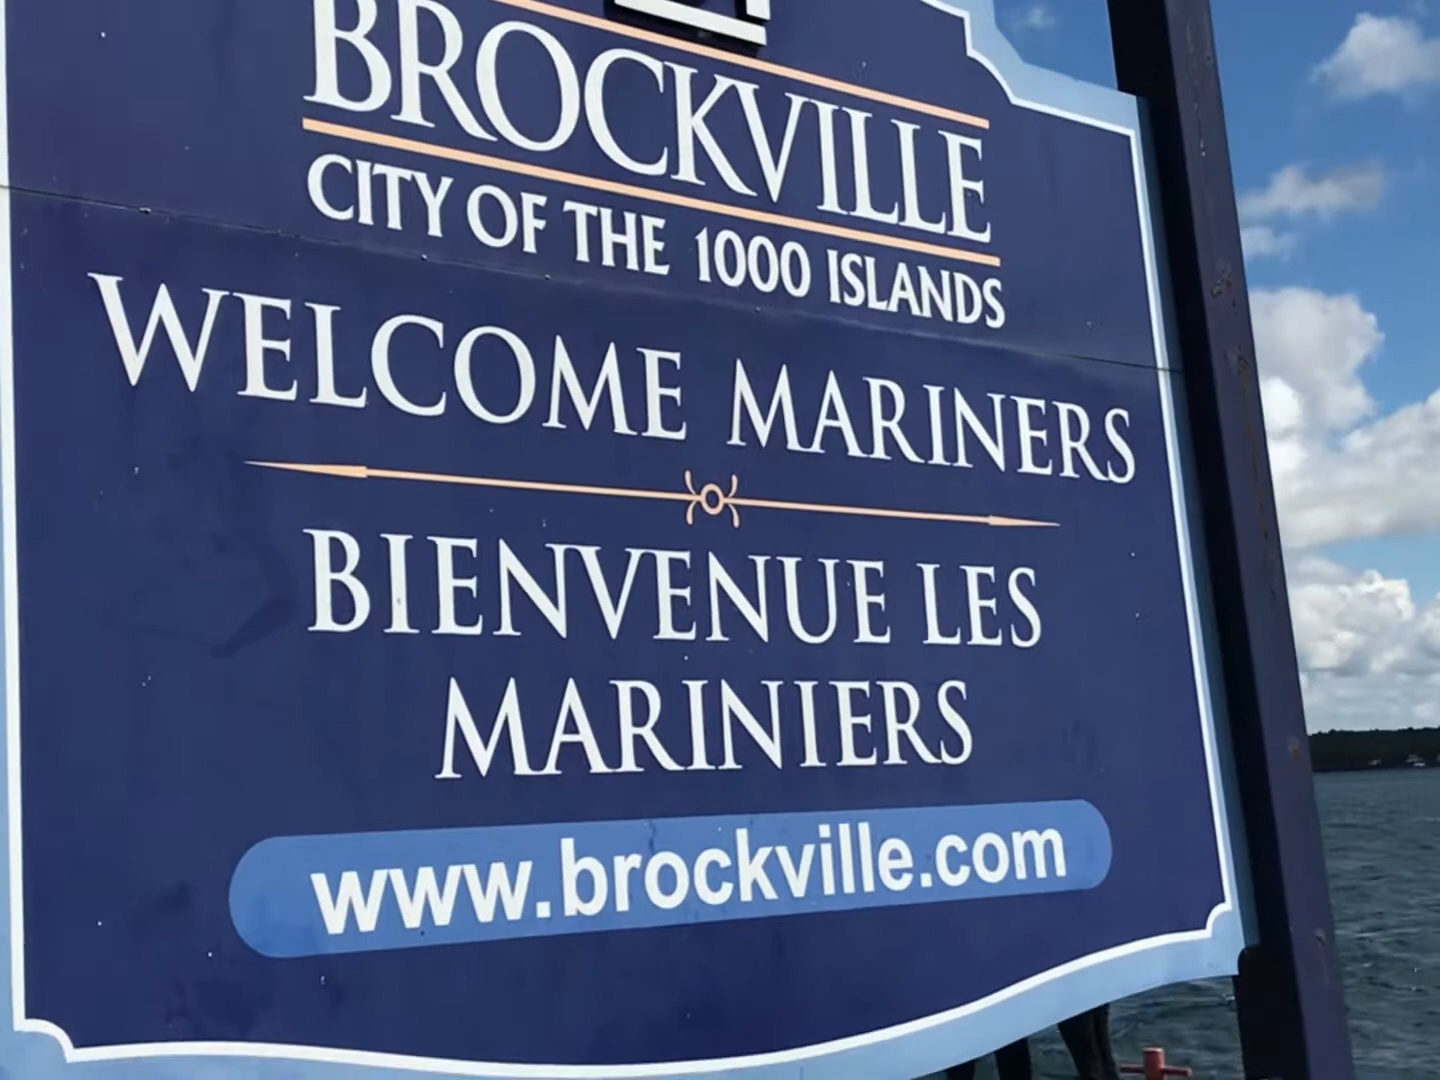 BROCKVILLE
CITY OF THE 1000 ISLANDS
WELCOME MARINERS
BIENVENUE LES
MARINIERS
www.brockville.com